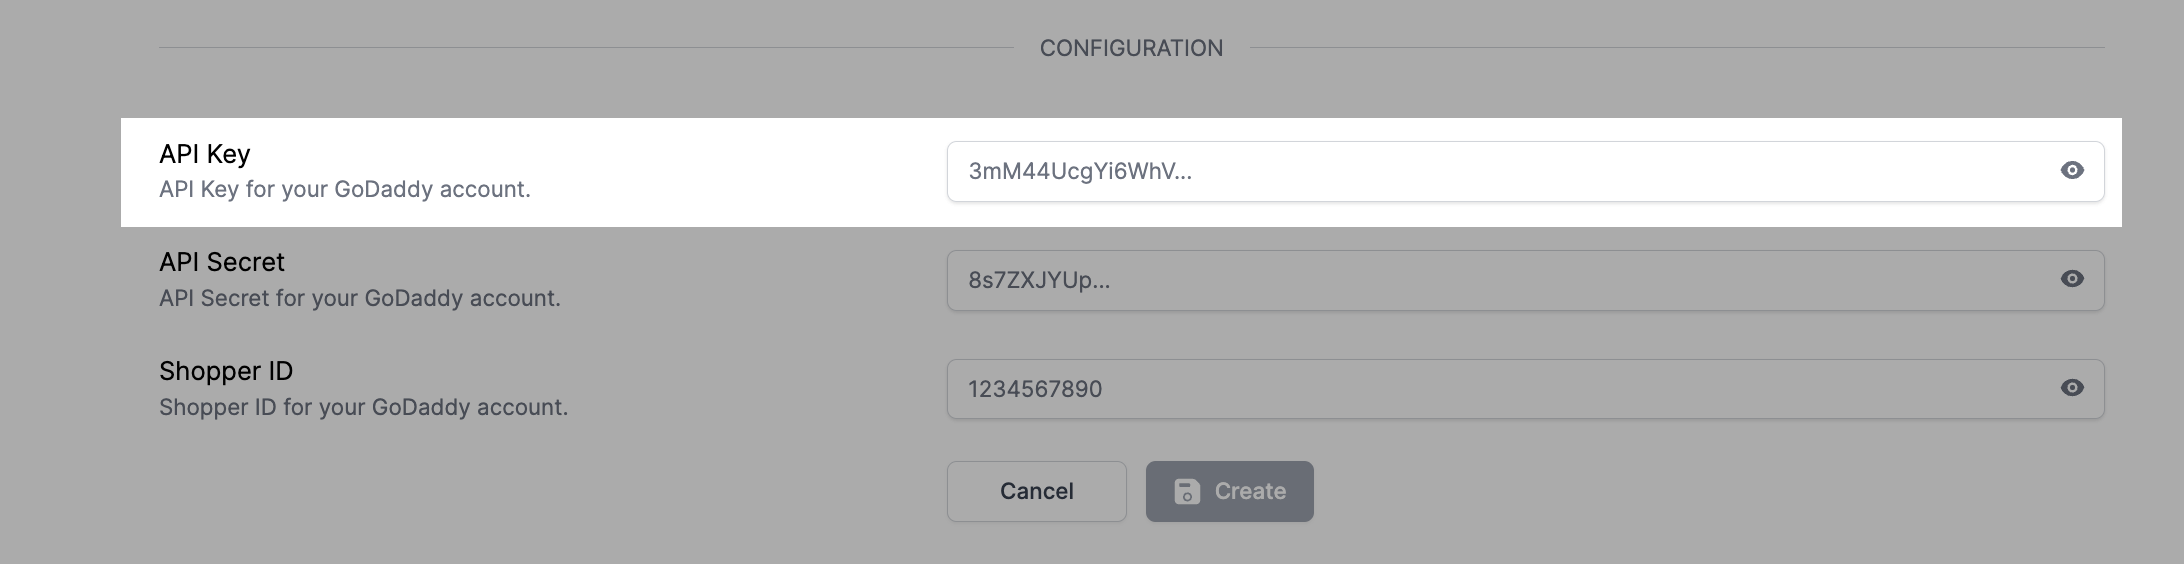 CONFIGURATION
API Key
3mM44UcgYi6WhV...
API Key for your GoDaddy account.
API Secret
8s7ZXJYUp...
API Secret for your GoDaddy account.
Shopper ID
1234567890
Shopper ID for your GoDaddy account.
Cancel
Create